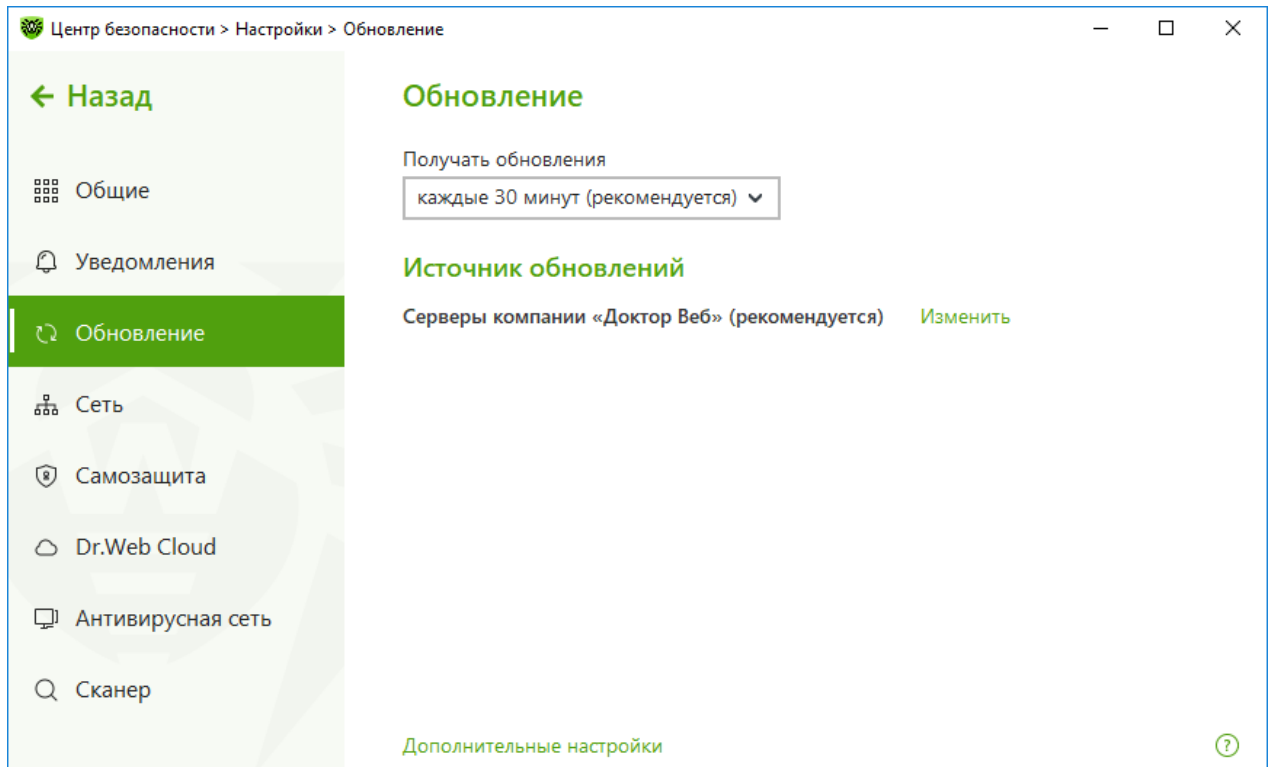 Центр безопасности > Настройки > Обновление
Назад
Общие
Уведомления
Обновление
Сеть
Самозащита
Dr.Web Cloud
Антивирусная сеть
Сканер
Обновление
Получать обновления
каждые 30 минут (рекомендуется)
Источник обновлений
Серверы компании «Доктор Веб» (рекомендуется) Изменить
Дополнительные настройки
?